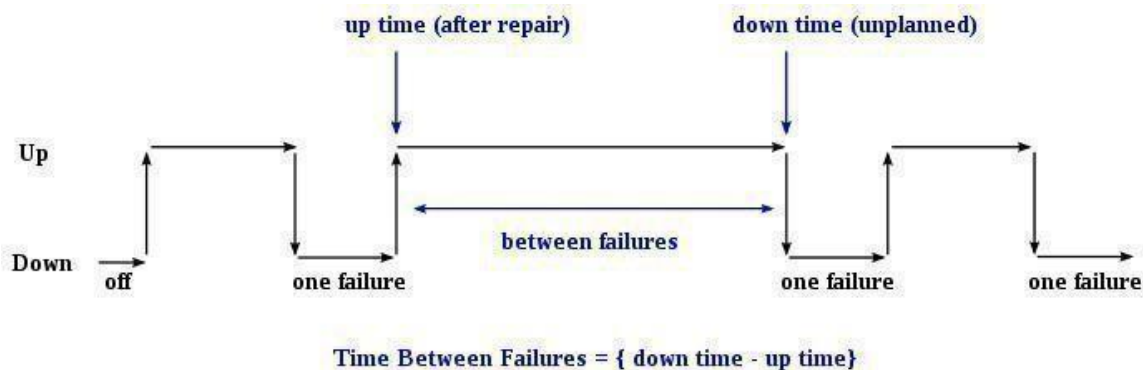 up time (after repair) down time (unplanned)
Up
between failures
Down
off one failure one failure one failure
Time Between Failures = { down time - up time}